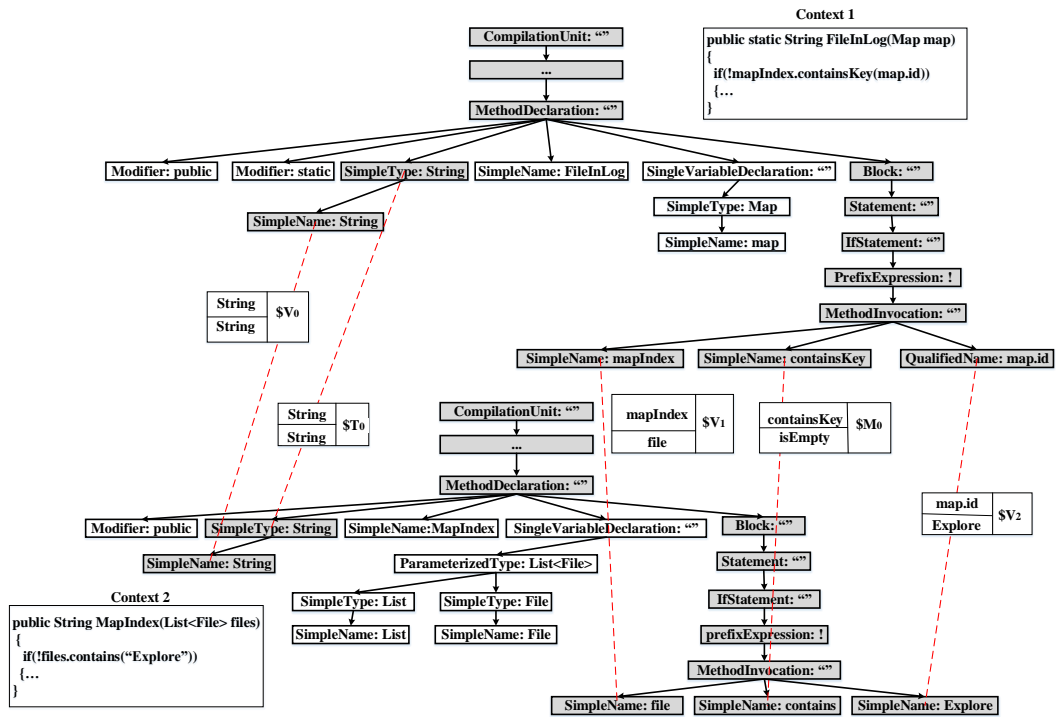 Context 1
CompilationUnit: “”
public static String FileInLog(Map map)
{
if(!mapIndex.containsKey(map.id))
{...
}
...
MethodDeclaration: “”
Modifier: public
Modifier: static
SimpleType: String
SimpleName: FileInLog
SingleVariableDeclaration: “”
Block: “”
SimpleName: String
SimpleType: Map
Statement: “”
SimpleName: map
IfStatement: “”
PrefixExpression: !
String
String
$V0
MethodInvocation: “”
SimpleName: mapIndex
SimpleName: containsKey
QualifiedName: map.id
String
String
$T0
CompilationUnit: “”
mapIndex
file
$V1
containsKey
isEmpty
$M0
...
MethodDeclaration: “”
map.id
Explore
$V2
Modifier: public
SimpleType: String
SimpleName:MapIndex
SingleVariableDeclaration: “”
Block: “”
SimpleName: String
ParameterizedType: List<File>
Statement: “”
Context 2
SimpleType: List
SimpleType: File
IfStatement: “”
public String MapIndex(List<File> files)
{
if(!files.contains(“Explore”))
{...
}
SimpleName: List
SimpleName: File
prefixExpression: !
MethodInvocation: “”
SimpleName: file
SimpleName: contains
SimpleName: Explore